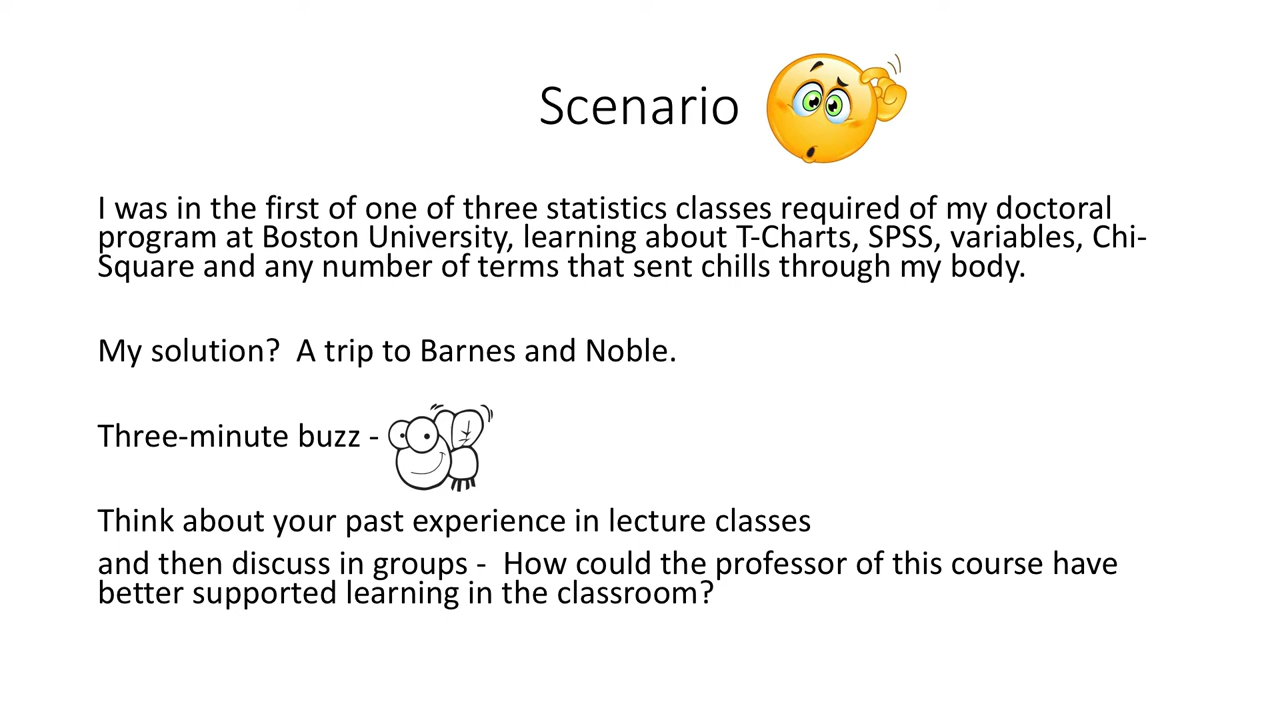 Scenario
I was in the first of one of three statistics classes required of my doctoral
program at Boston University, learning about T-Charts, SPSS, variables, Chi-
Square and any number of terms that sent chills through my body.
My solution?  A trip to Barnes and Noble.
Three-minute buzz -
Think about your past experience in lecture classes
and then discuss in groups -  How could the professor of this course have
better supported learning in the classroom?